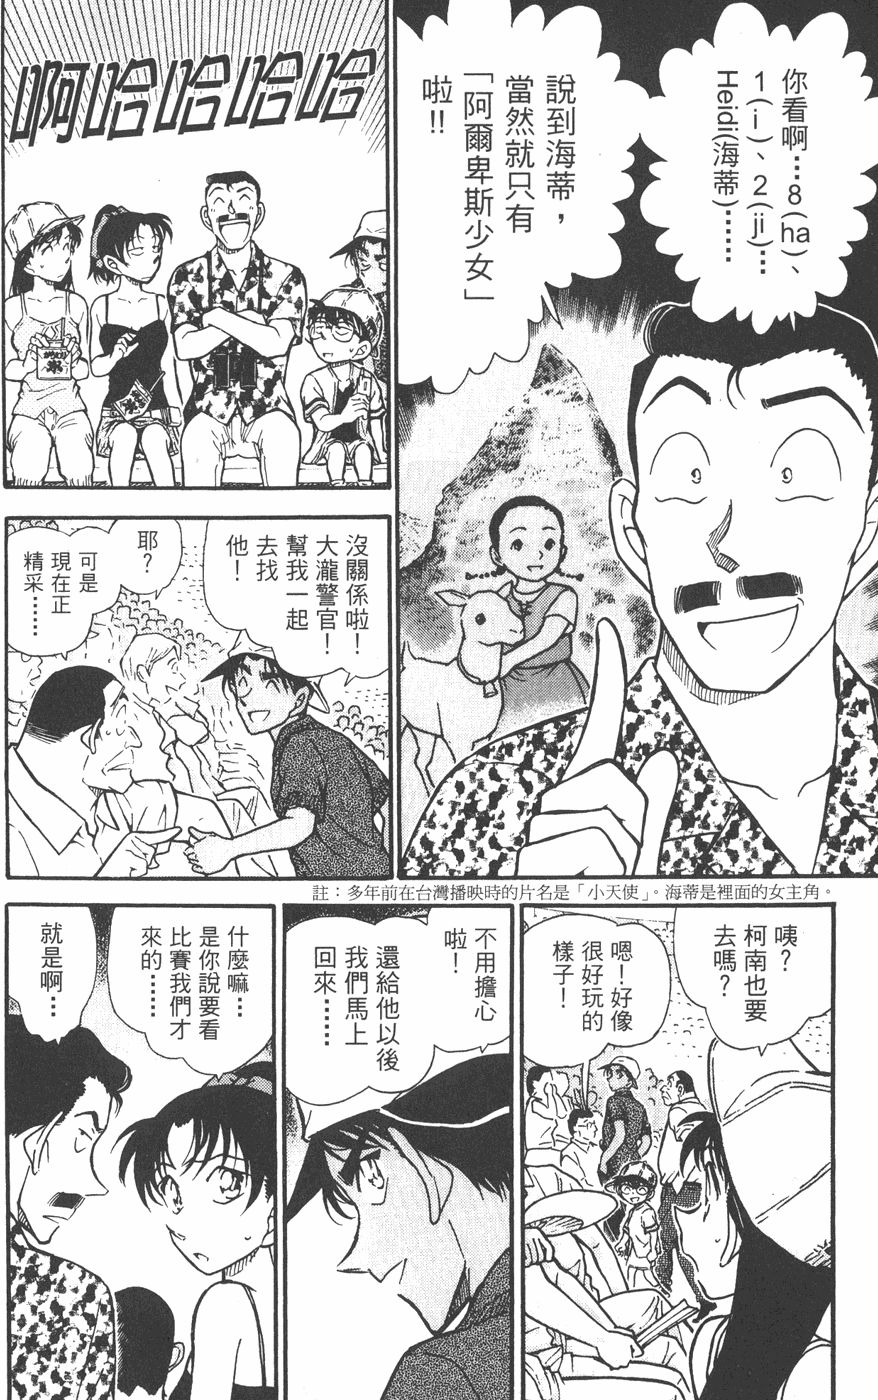 你看啊…8(ha)、
1(i)、2(ji)…
Heidi(海蒂)……
說到海蒂，
當然就只有
「阿爾卑斯少女」
啦!!
啊哈哈哈哈
沒關係啦！
大瀧警官！
幫我一起
去找
他！
耶？
可是
現在正
精采……
註：多年前在台灣播映時的片名是「小天使」。海蒂是裡面的女主角。
咦？
柯南也要
去嗎？
嗯！好像
很好玩的
樣子！
不用擔心
啦！
還給他以後
我們馬上
回來……
什麼嘛…
是你說要看
比賽我們才
來的……
就是啊…